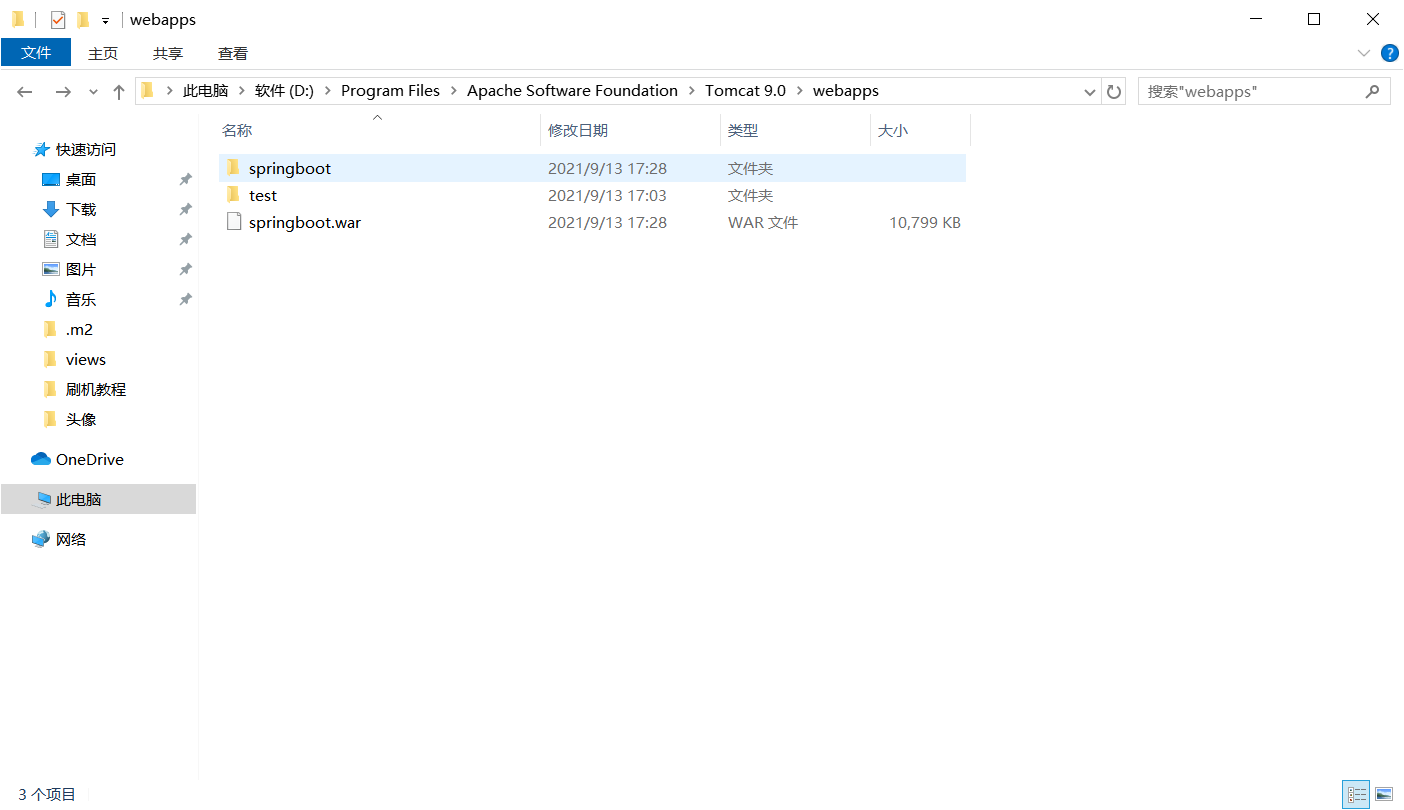 webapps
文件 主页 共享 查看
此电脑 软件 (D:) Program Files Apache Software Foundation Tomcat 9.0 webapps 搜索"webapps"
名称 修改日期 类型 大小
快速访问
桌面
下载
文档
图片
音乐
.m2
views
刷机教程
头像
OneDrive
此电脑
网络
springboot 2021/9/13 17:28 文件夹
test 2021/9/13 17:03 文件夹
springboot.war 2021/9/13 17:28 WAR 文件 10,799 KB
3 个项目